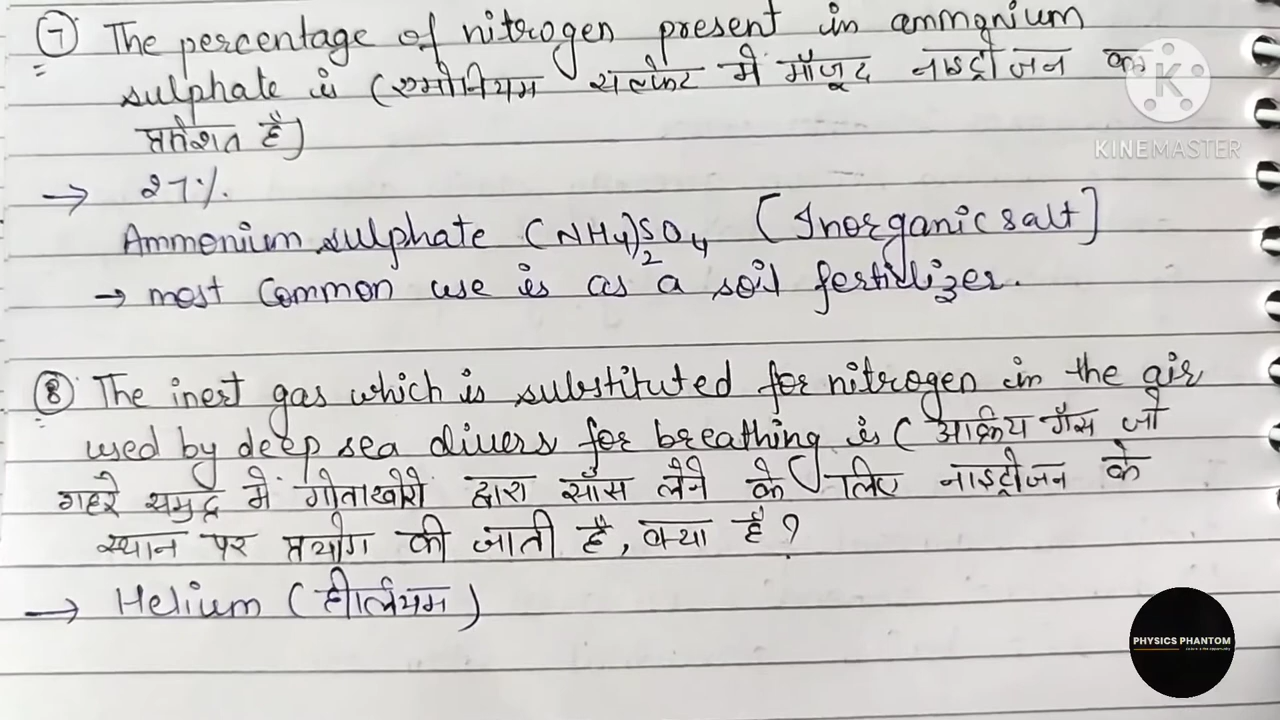 ⑦ The percentage of nitrogen present in ammonium
sulphate is (एमोनियम सल्फेट में मौजूद नाइट्रोजन का
प्रतिशत है)
→ 21%.
Ammonium sulphate (NH4)2SO4 [Inorganic salt]
→ most common use is as a soil fertilizer.
⑧ The inert gas which is substituted for nitrogen in the air
used by deep sea divers for breathing is ( अक्रिय गैस जो
गहरे समुद्र में गोताखोरो द्वारा साँस लेने के लिए नाइट्रोजन के
स्थान पर प्रयोग की जाती है, क्या है ?
→ Helium (हीलियम)
KINEMASTER
PHYSICS PHANTOM